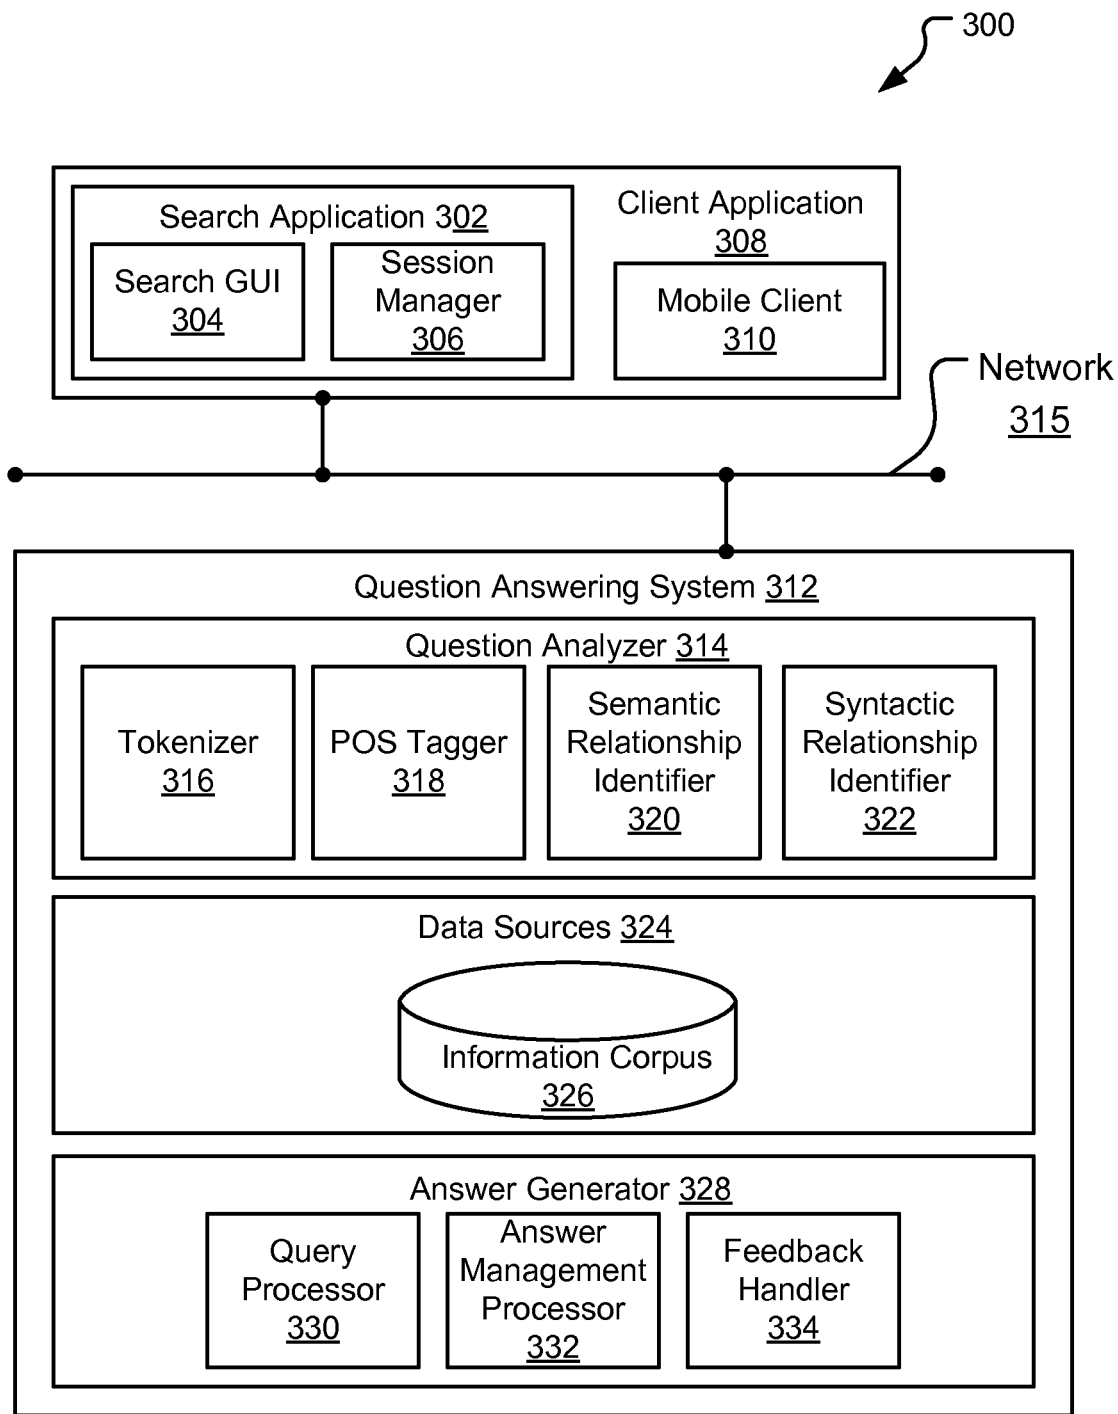 300
Search Application 302
Client Application
308
Search GUI
304
Session
Manager
306
Mobile Client
310
Network
315
Question Answering System 312
Question Analyzer 314
Tokenizer
316
POS Tagger
318
Semantic
Relationship
Identifier
320
Syntactic
Relationship
Identifier
322
Data Sources 324
Information Corpus
326
Answer Generator 328
Query
Processor
330
Answer
Management
Processor
332
Feedback
Handler
334